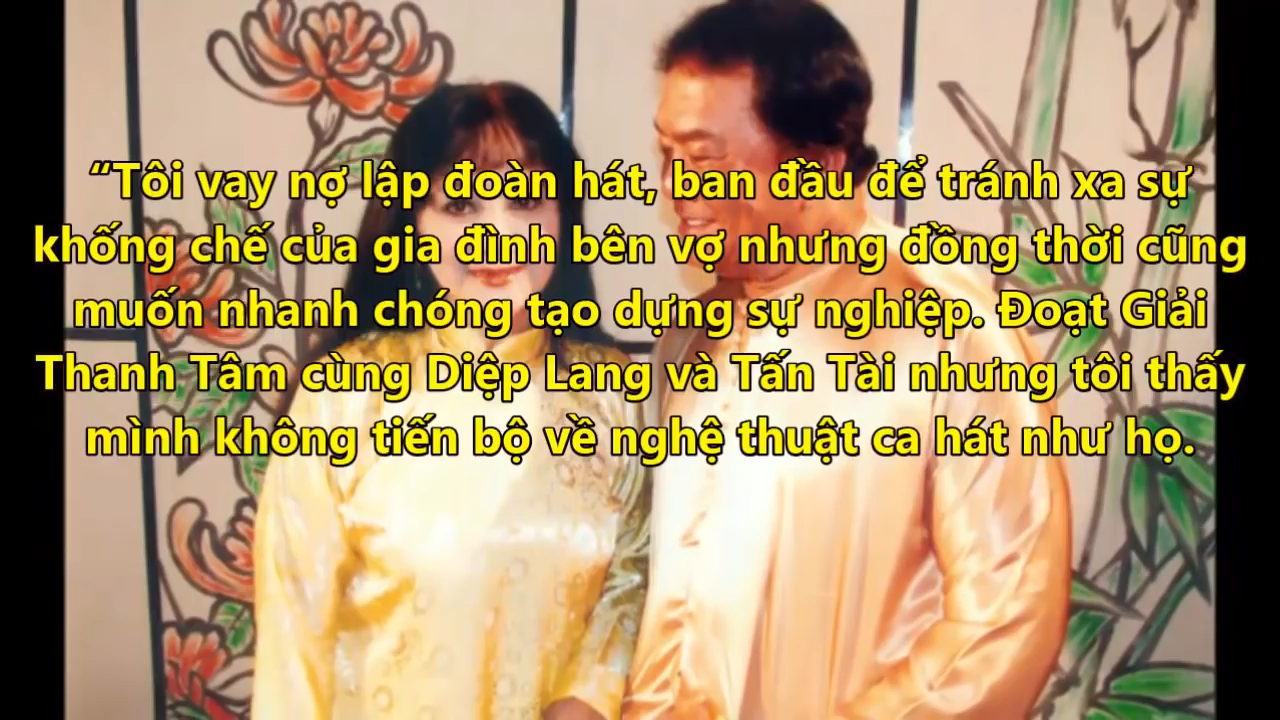 “Tôi vay nợ lập đoàn hát, ban đầu để tránh xa sự
khống chế của gia đình bên vợ nhưng đồng thời cũng
muốn nhanh chóng tạo dựng sự nghiệp. Đoạt Giải
Thanh Tâm cùng Diệp Lang và Tấn Tài nhưng tôi thấy
mình không tiến bộ về nghệ thuật ca hát như họ.